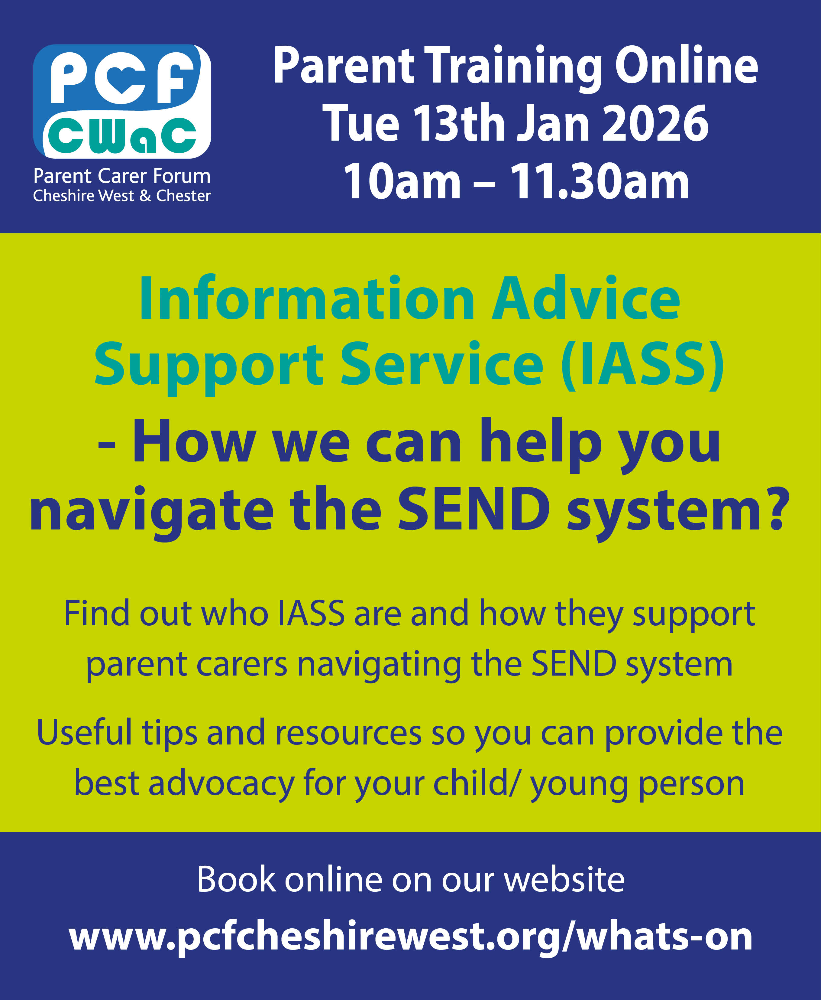 PCF
CWaC
Parent Carer Forum
Cheshire West & Chester
Parent Training Online
Tue 13th Jan 2026
10am – 11.30am
Information Advice
Support Service (IASS)
- How we can help you
navigate the SEND system?
Find out who IASS are and how they support
parent carers navigating the SEND system
Useful tips and resources so you can provide the
best advocacy for your child/ young person
Book online on our website
www.pcfcheshirewest.org/whats-on